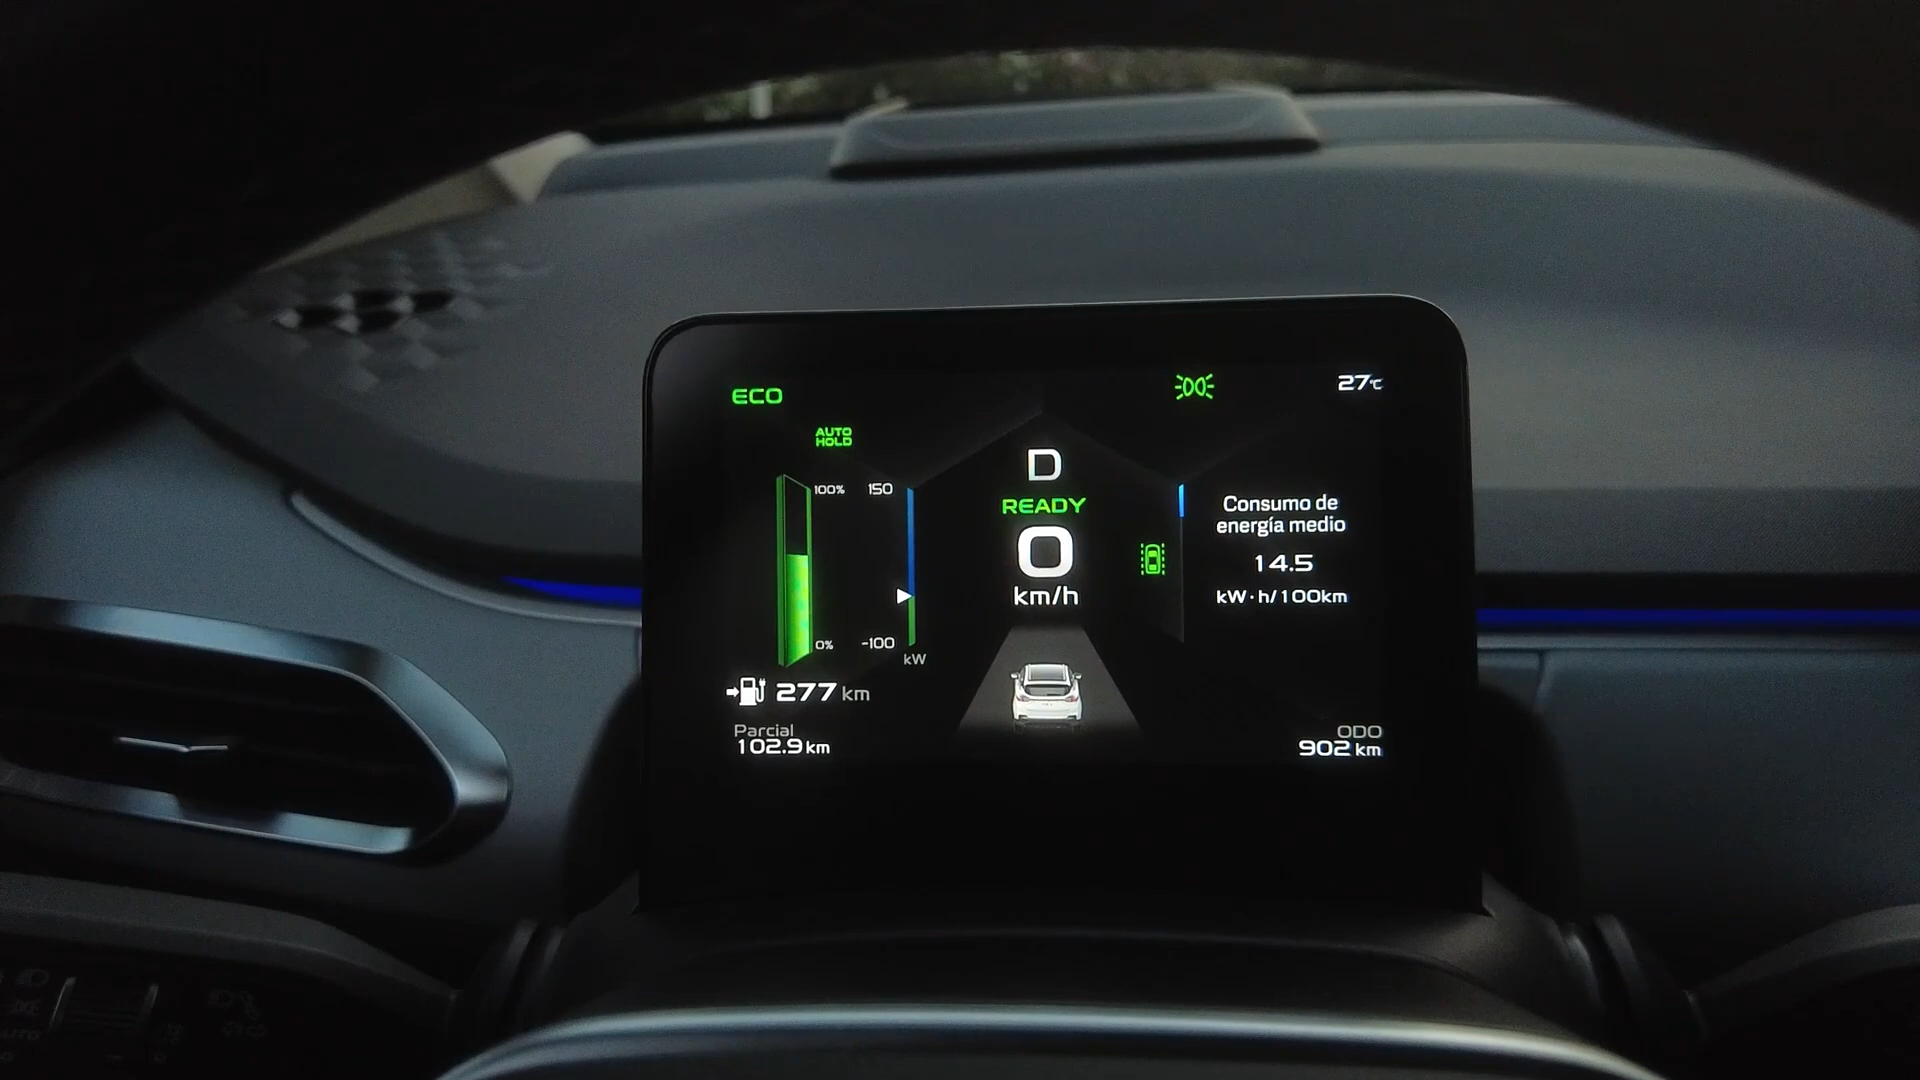 ECO
27°C
AUTO
HOLD
D
100%
150
READY
Consumo de
energía medio
0
14.5
km/h
kW·h/100km
0%
-100
kW
277 km
Parcial
102.9 km
ODO
902 km
AUTO